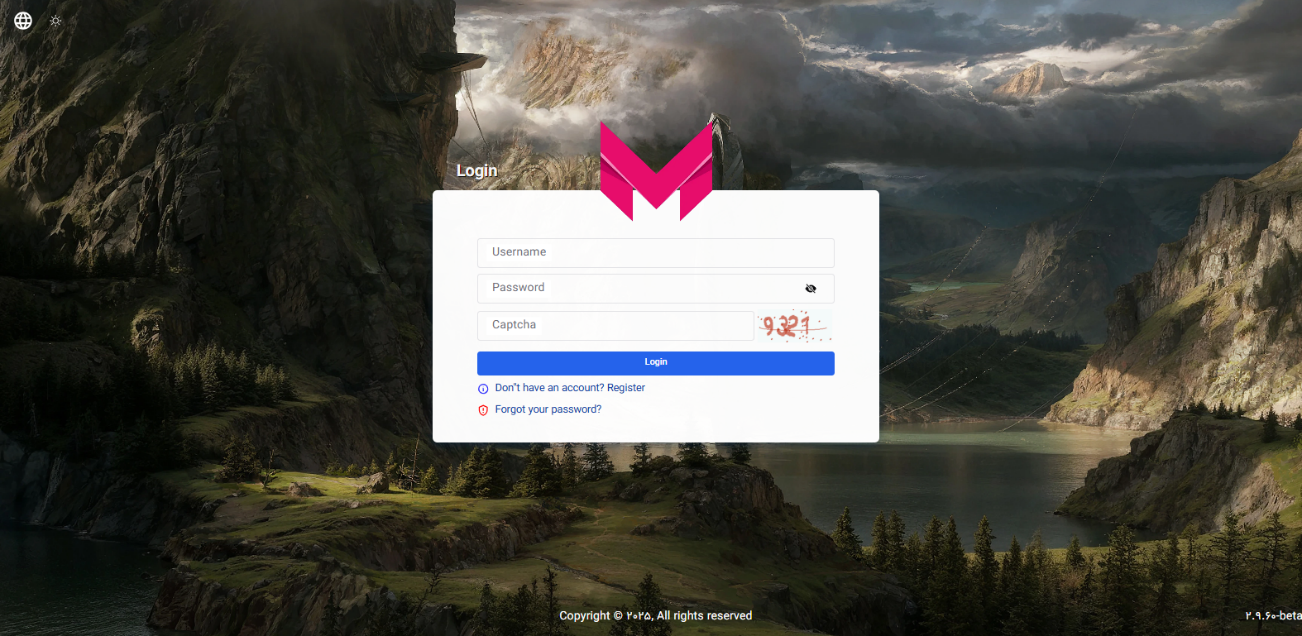 Login
Username
Password
Captcha
9321
Login
Don"t have an account? Register
Forgot your password?
Copyright © ۲۰۲۵, All rights reserved
۲.۹.۶۰-beta